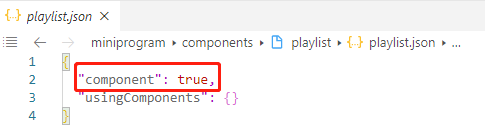 {..} playlist.json ×
miniprogram > components > playlist > {..} playlist.json > ...
1 {
2 "component": true,
3 "usingComponents": {}
4 }